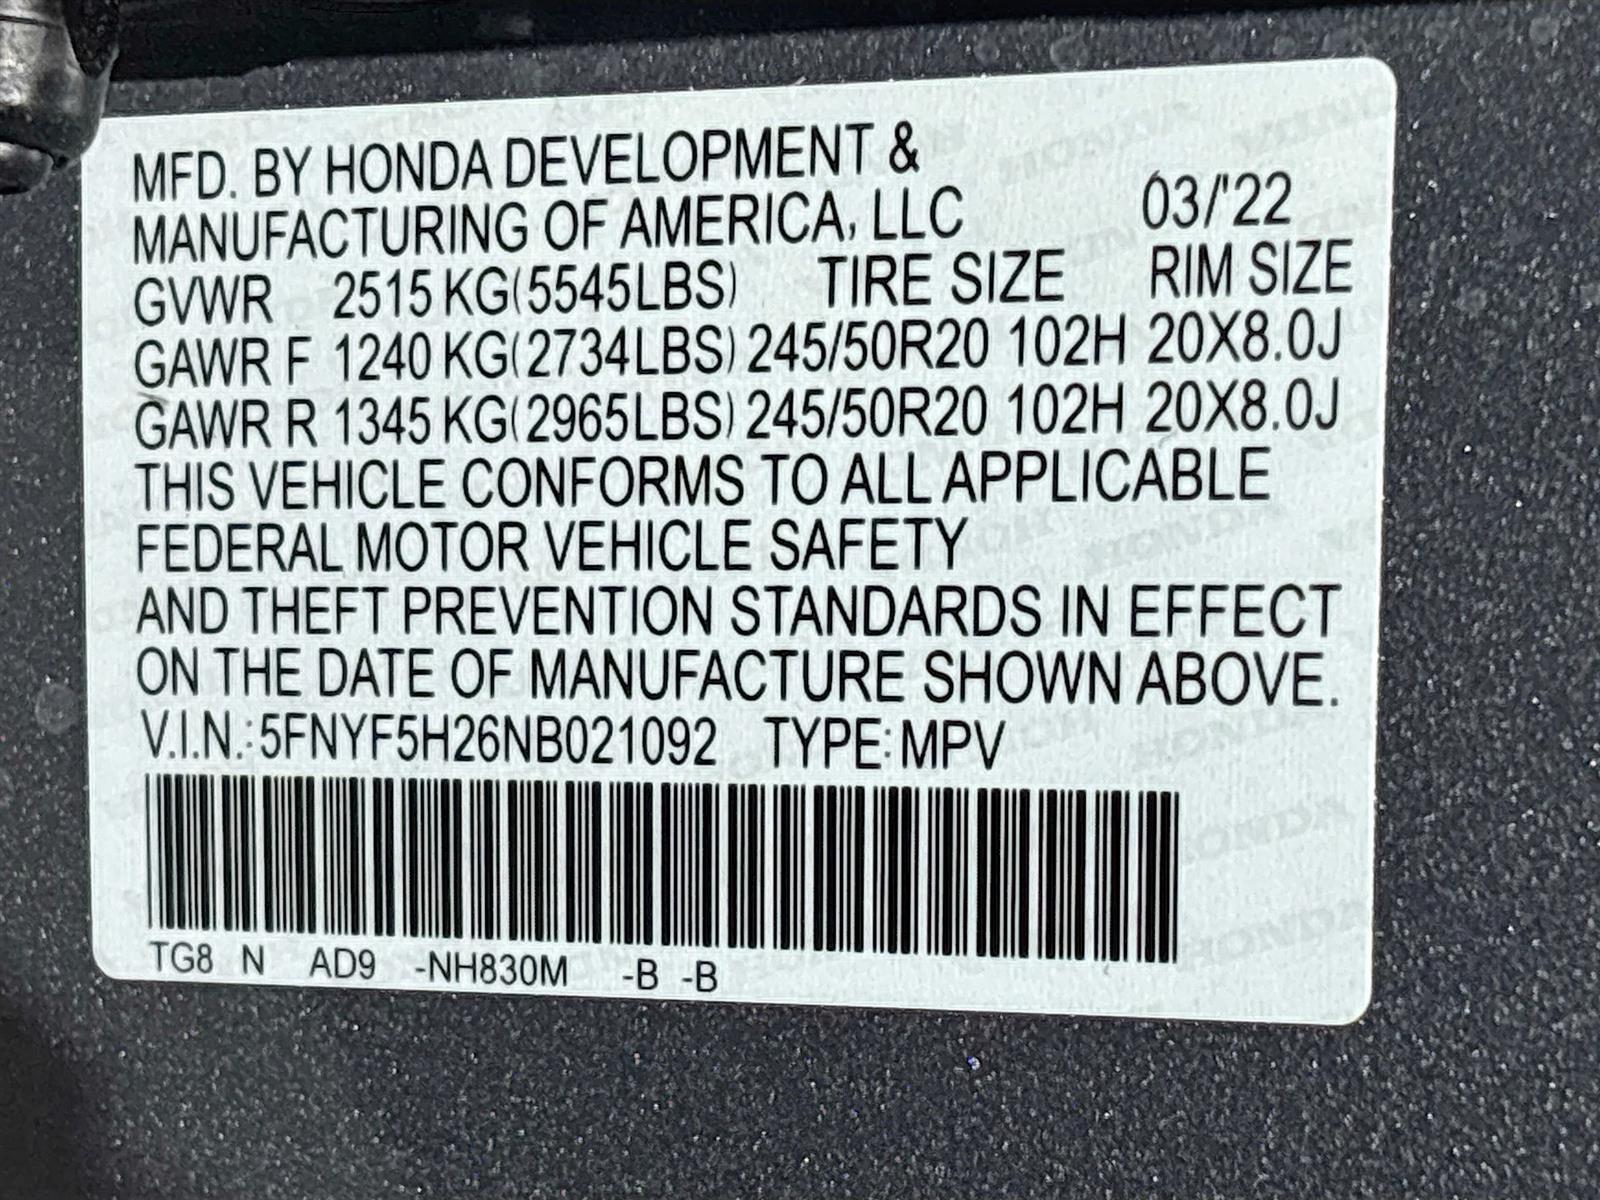 MFD. BY HONDA DEVELOPMENT &
MANUFACTURING OF AMERICA, LLC 03/'22
GVWR 2515 KG(5545LBS) TIRE SIZE RIM SIZE
GAWR F 1240 KG(2734LBS) 245/50R20 102H 20X8.0J
GAWR R 1345 KG(2965LBS) 245/50R20 102H 20X8.0J
THIS VEHICLE CONFORMS TO ALL APPLICABLE
FEDERAL MOTOR VEHICLE SAFETY
AND THEFT PREVENTION STANDARDS IN EFFECT
ON THE DATE OF MANUFACTURE SHOWN ABOVE.
V.I.N.: 5FNYF5H26NB021092 TYPE: MPV
TG8 N AD9 -NH830M -B -B